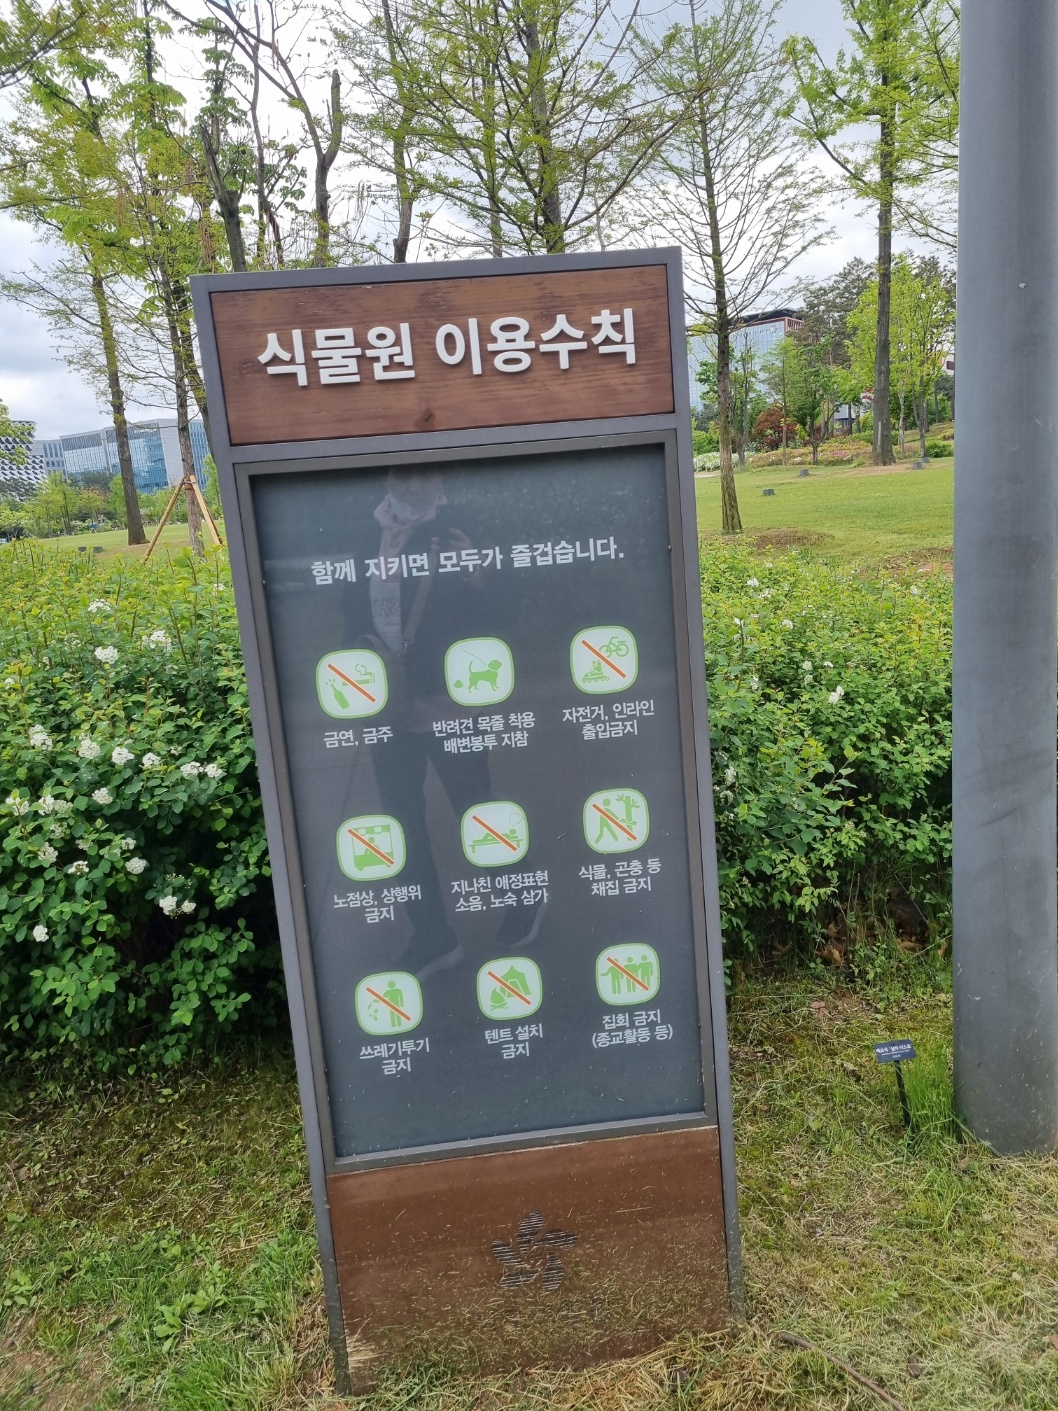 식물원 이용수칙
함께 지키면 모두가 즐겁습니다.
금연, 금주
반려견 목줄 착용
배변봉투 지참
자전거, 인라인
출입금지
노점상, 상행위
금지
지나친 애정표현
소음, 노숙 삼가
식물, 곤충 등
채집 금지
쓰레기투기
금지
텐트 설치
금지
집회 금지
(종교활동 등)